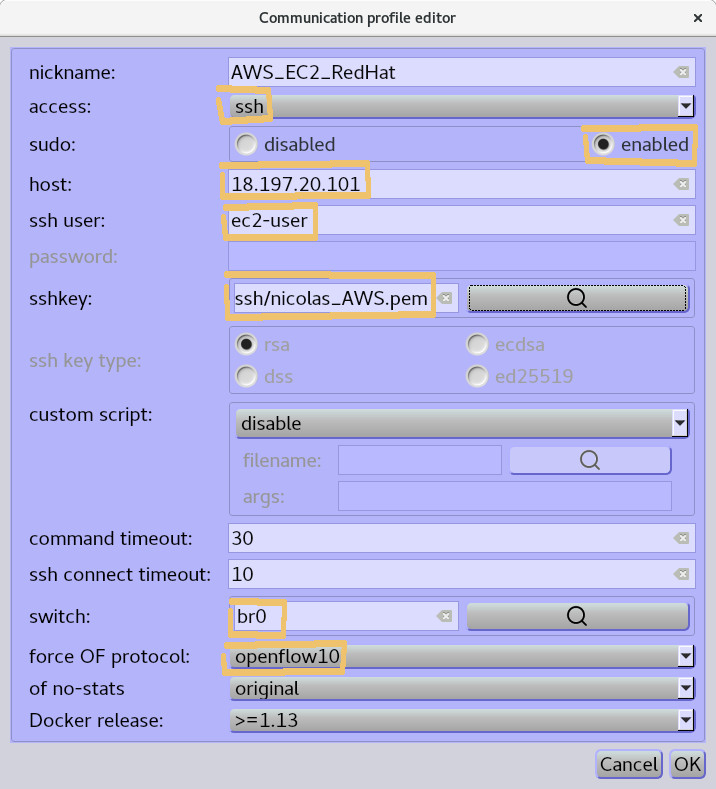 Communication profile editor
nickname: AWS_EC2_RedHat
access: ssh
sudo: disabled enabled
host: 18.197.20.101
ssh user: ec2-user
password:
sshkey: ssh/nicolas_AWS.pem
ssh key type: rsa ecdsa
dss ed25519
custom script: disable
filename:
args:
command timeout: 30
ssh connect timeout: 10
switch: br0
force OF protocol: openflow10
of no-stats original
Docker release: >=1.13
Cancel OK